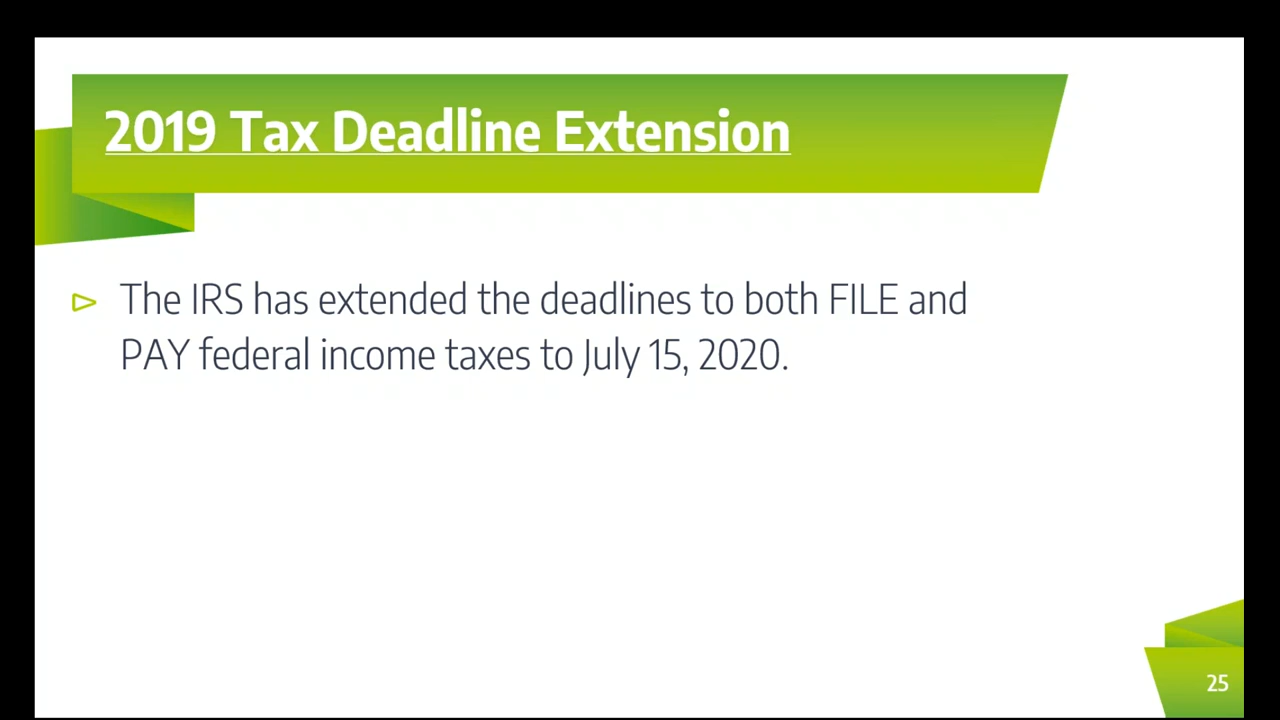 2019 Tax Deadline Extension
The IRS has extended the deadlines to both FILE and
PAY federal income taxes to July 15, 2020.
25